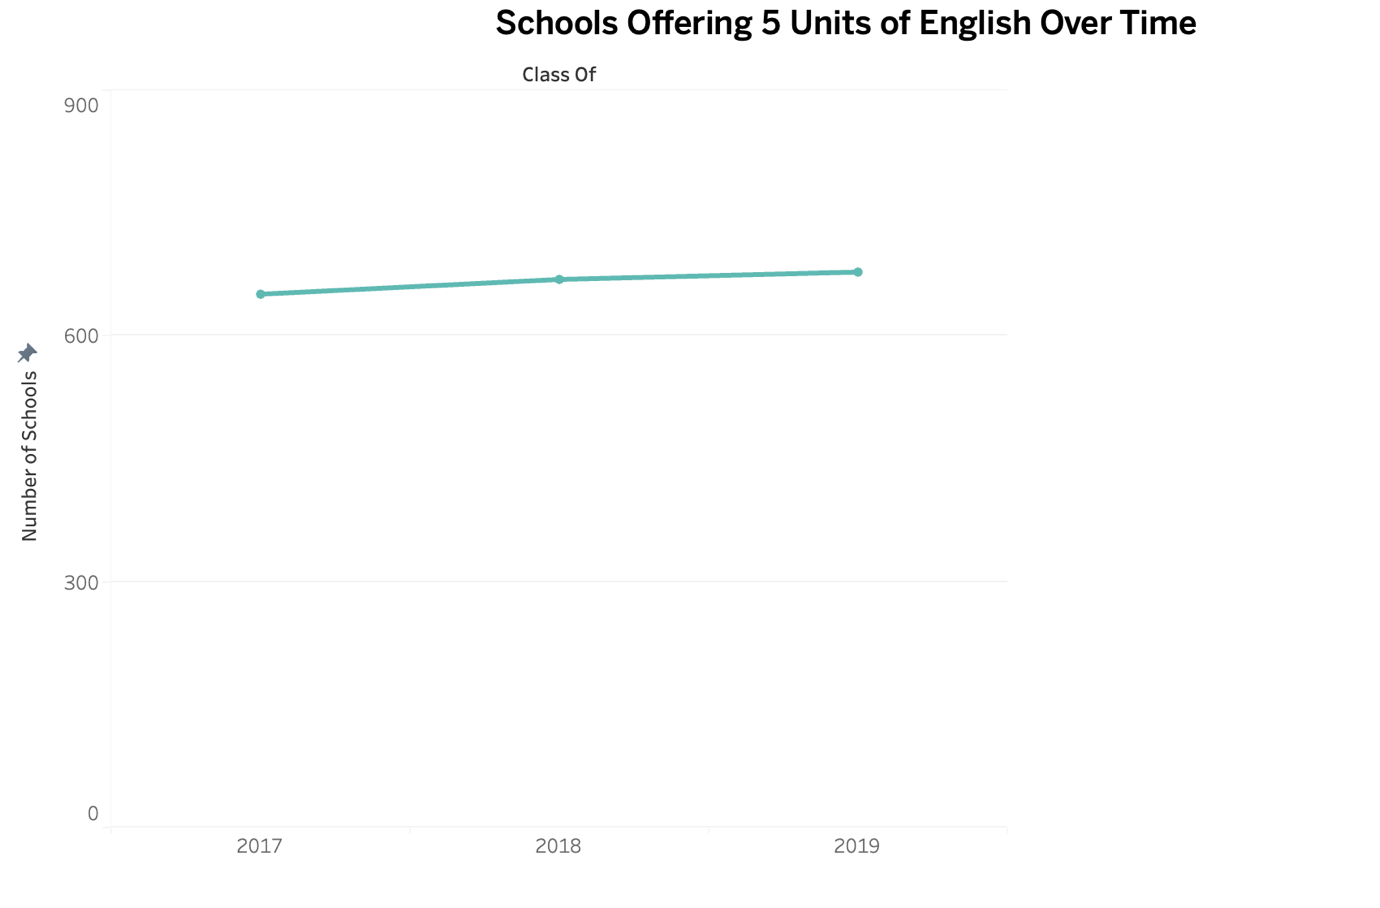 Schools Offering 5 Units of English Over Time
Class Of
900
600
300
0
Number of Schools
2017 2018 2019